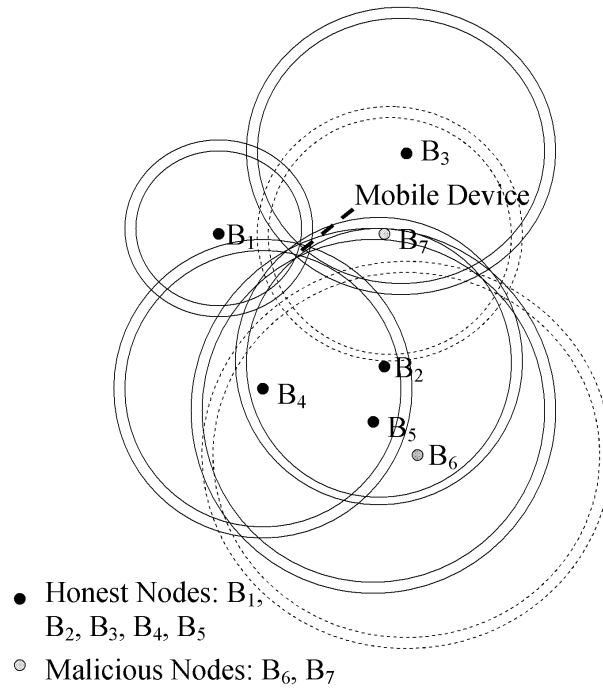 B₃
Mobile Device
B₁
B₇
B₂
B₄
B₅
B₆
Honest Nodes: B₁,
B₂, B₃, B₄, B₅
Malicious Nodes: B₆, B₇